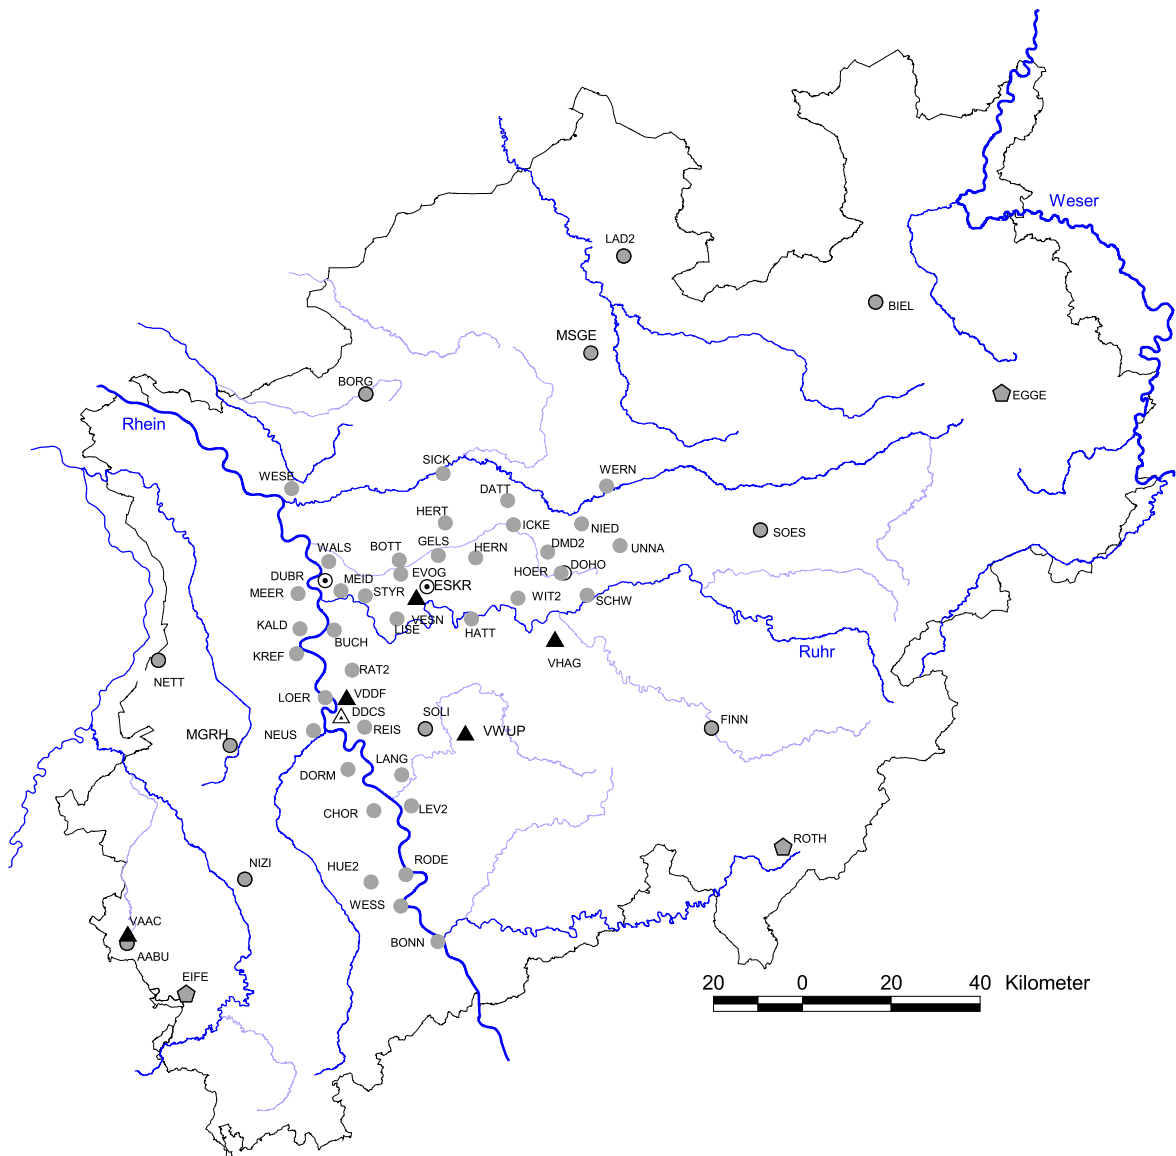 Weser
LAD2
BIEL
MSGE
BORG
EGGE
Rhein
SICK
WERN
WESE
DATT
HERT
ICKE
NIED
SOES
WALS
BOTT
GELS
HERN
DMD2
UNNA
DUBR
MEID
EVOG
HOER
DOHO
MEER
STYR
ESKR
WIT2
SCHW
KALD
BUCH
LISE
VESN
HATT
KREF
RAT2
VHAG
Ruhr
NETT
LOER
VDDF
DDCS
SOLI
FINN
MGRH
NEUS
REIS
VWUP
DORM
LANG
CHOR
LEV2
ROTH
NIZI
HUE2
RODE
WESS
VAAC
BONN
AABU
EIFE
20 0 20 40 Kilometer